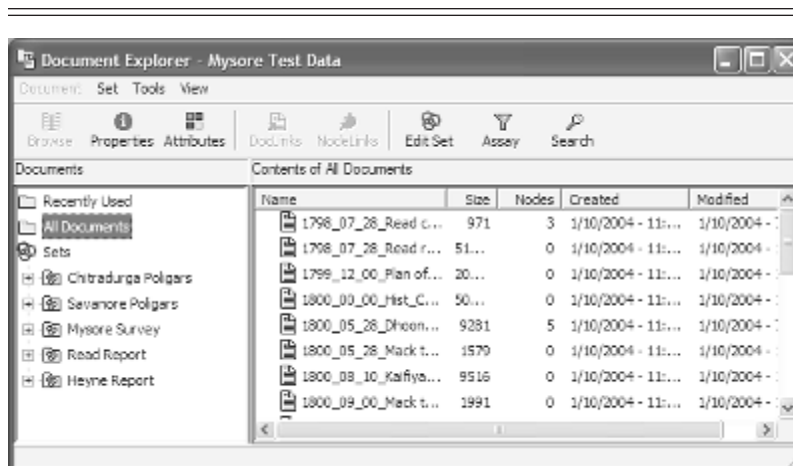 Document Explorer - Mysore Test Data
Document Set Tools View
Browse Properties Attributes DocLinks NodeLinks Edit Set Assay Search
Documents Contents of All Documents
Recently Used
All Documents
Sets
Chitradurga Poligars
Savanore Poligars
Mysore Survey
Read Report
Heyne Report
Name Size Nodes Created Modified
1798_07_28_Read c... 971 3 1/10/2004 - 11:... 1/10/2004 -
1798_07_28_Read r... 51... 0 1/10/2004 - 11:... 1/10/2004 -
1799_12_00_Plan of... 20... 0 1/10/2004 - 11:... 1/10/2004 -
1800_00_00_Hist_C... 50... 0 1/10/2004 - 11:... 1/10/2004 -
1800_05_28_Dhoon... 9281 5 1/10/2004 - 11:... 1/10/2004 -
1800_05_28_Mack t... 1579 0 1/10/2004 - 11:... 1/10/2004 -
1800_08_10_Kaifiya... 9516 0 1/10/2004 - 11:... 1/10/2004 -
1800_09_00_Mack t... 1991 0 1/10/2004 - 11:... 1/10/2004 -